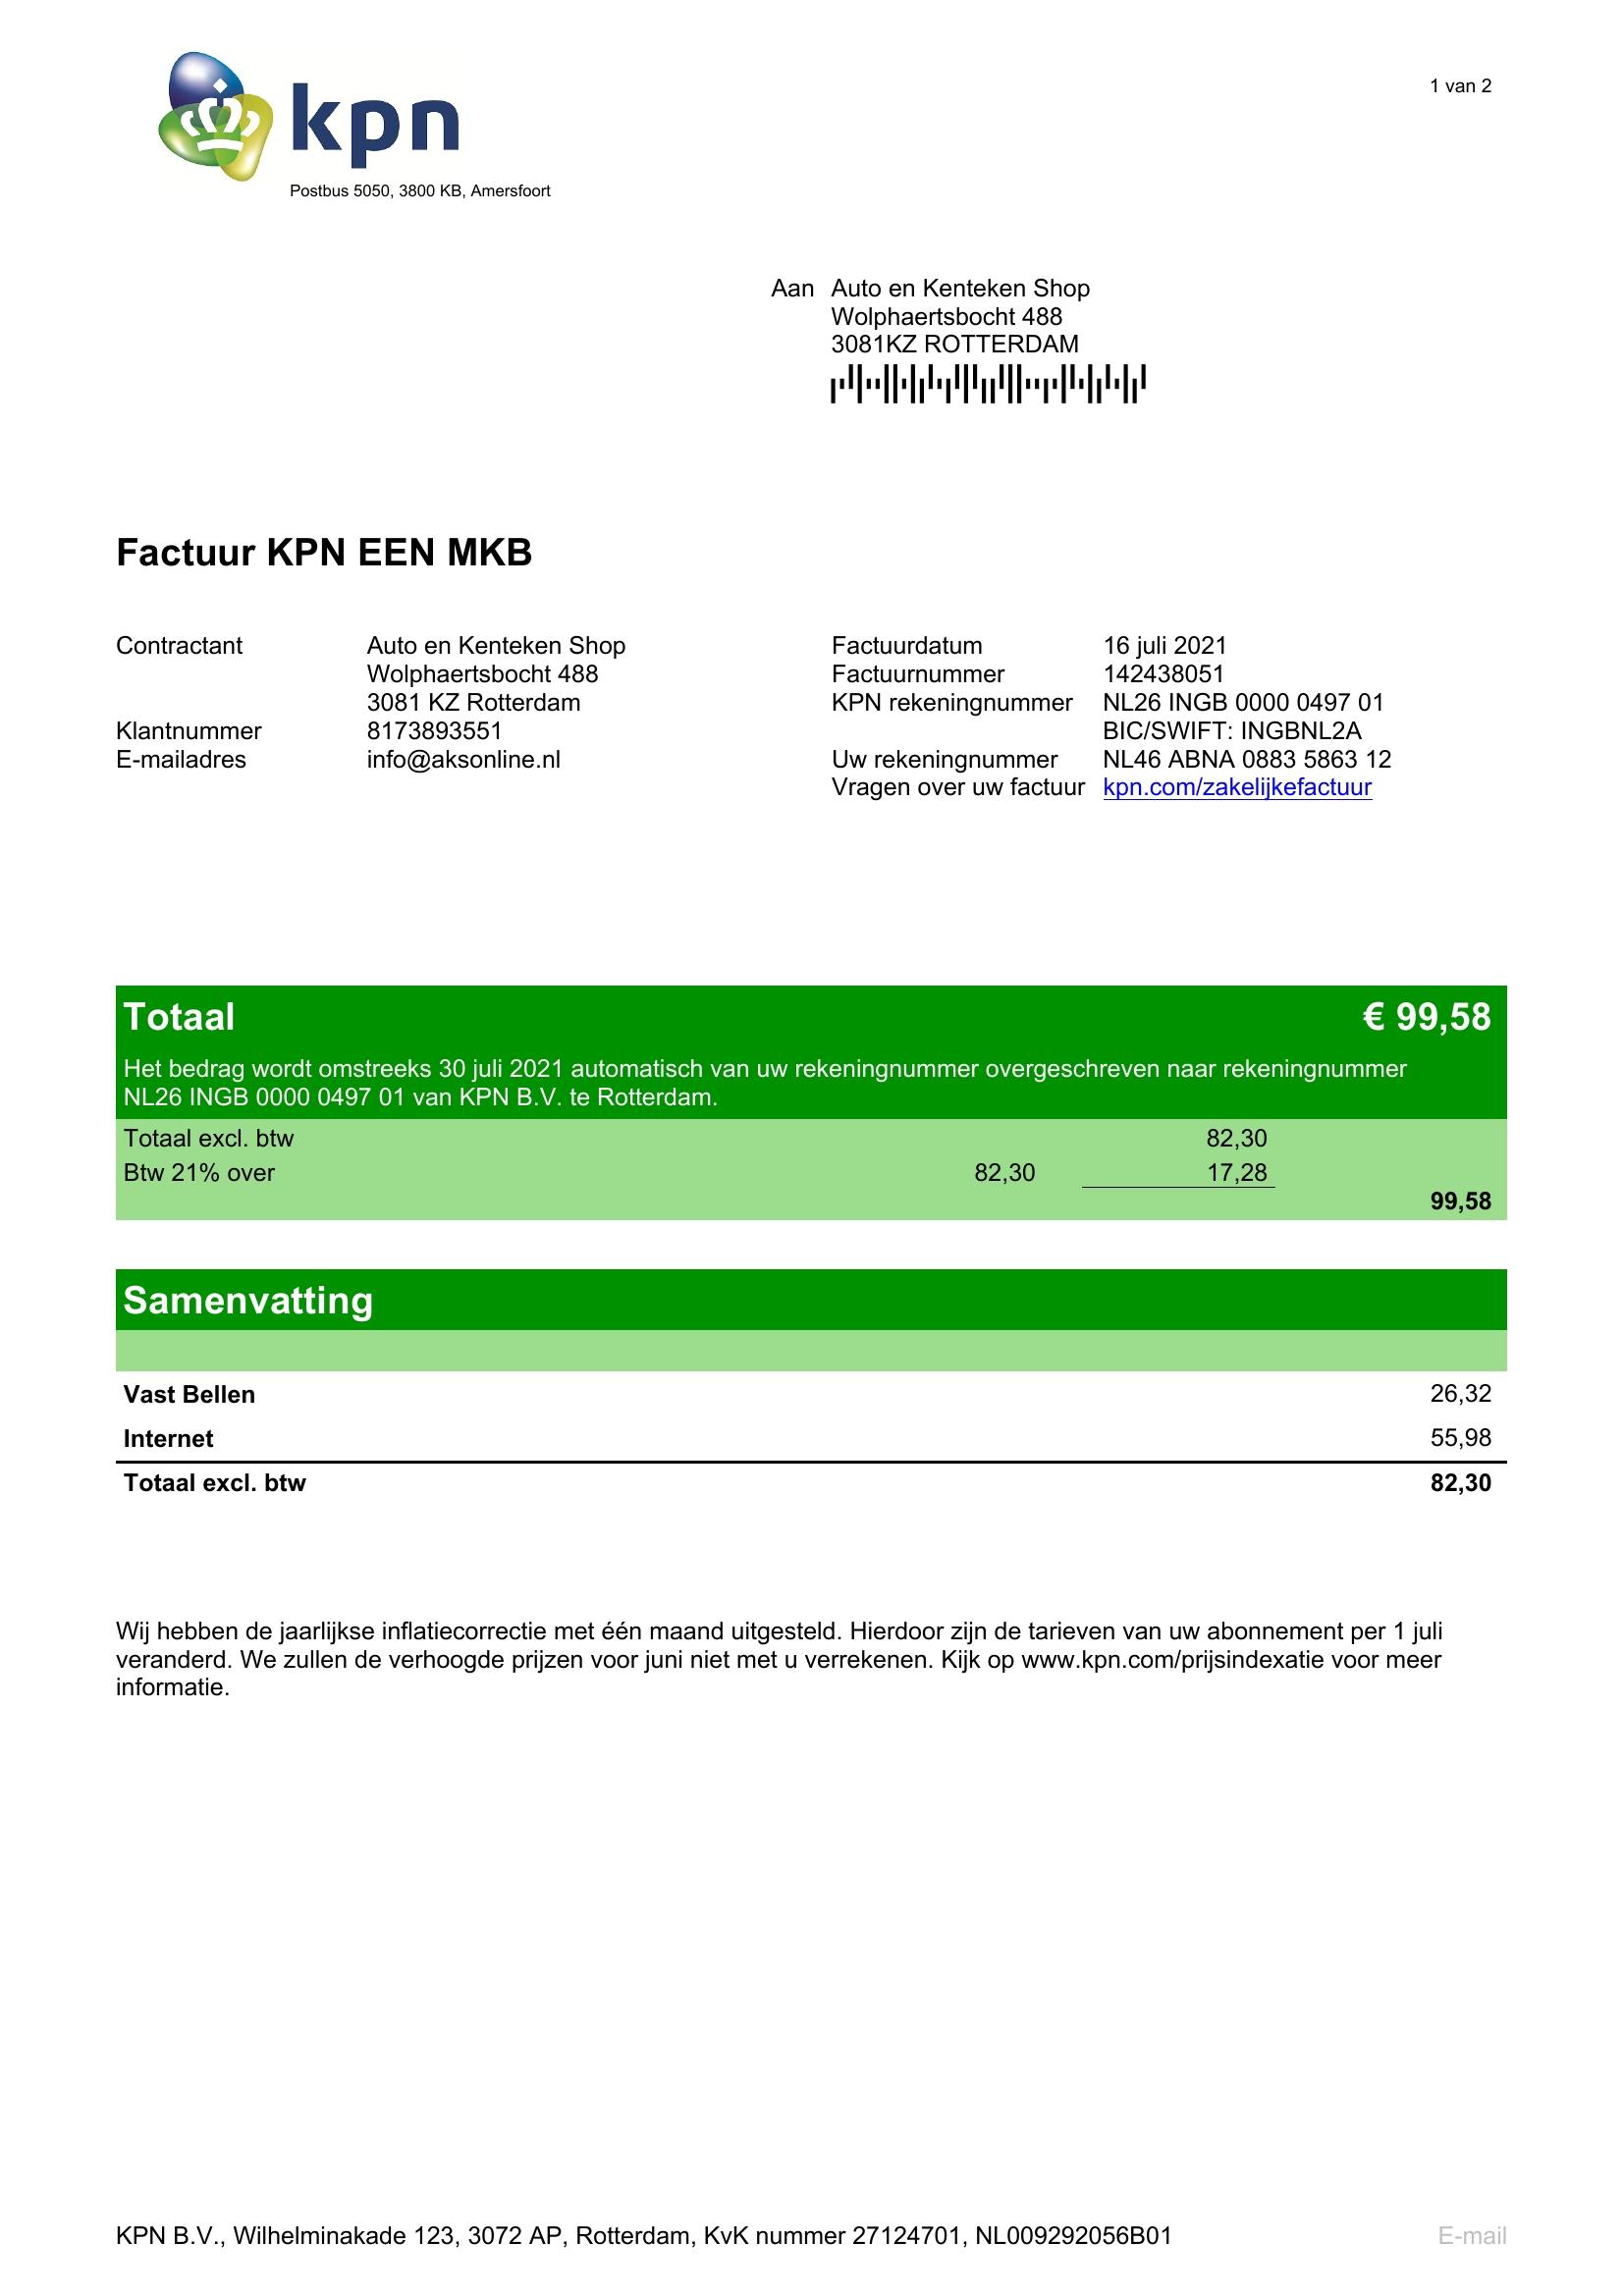 kpn
1 van 2
Postbus 5050, 3800 KB, Amersfoort
Aan Auto en Kenteken Shop
Wolphaertsbocht 488
3081KZ ROTTERDAM
Factuur KPN EEN MKB
Contractant Auto en Kenteken Shop
Wolphaertsbocht 488
3081 KZ Rotterdam
Klantnummer 8173893551
E-mailadres info@aksonline.nl
Factuurdatum 16 juli 2021
Factuurnummer 142438051
KPN rekeningnummer NL26 INGB 0000 0497 01
BIC/SWIFT: INGBNL2A
Uw rekeningnummer NL46 ABNA 0883 5863 12
Vragen over uw factuur kpn.com/zakelijkefactuur
Totaal € 99,58
Het bedrag wordt omstreeks 30 juli 2021 automatisch van uw rekeningnummer overgeschreven naar rekeningnummer
NL26 INGB 0000 0497 01 van KPN B.V. te Rotterdam.
Totaal excl. btw 82,30
Btw 21% over 82,30 17,28
99,58
Samenvatting
Vast Bellen 26,32
Internet 55,98
Totaal excl. btw 82,30
Wij hebben de jaarlijkse inflatiecorrectie met één maand uitgesteld. Hierdoor zijn de tarieven van uw abonnement per 1 juli
veranderd. We zullen de verhoogde prijzen voor juni niet met u verrekenen. Kijk op www.kpn.com/prijsindexatie voor meer
informatie.
KPN B.V., Wilhelminakade 123, 3072 AP, Rotterdam, KvK nummer 27124701, NL009292056B01 E-mail